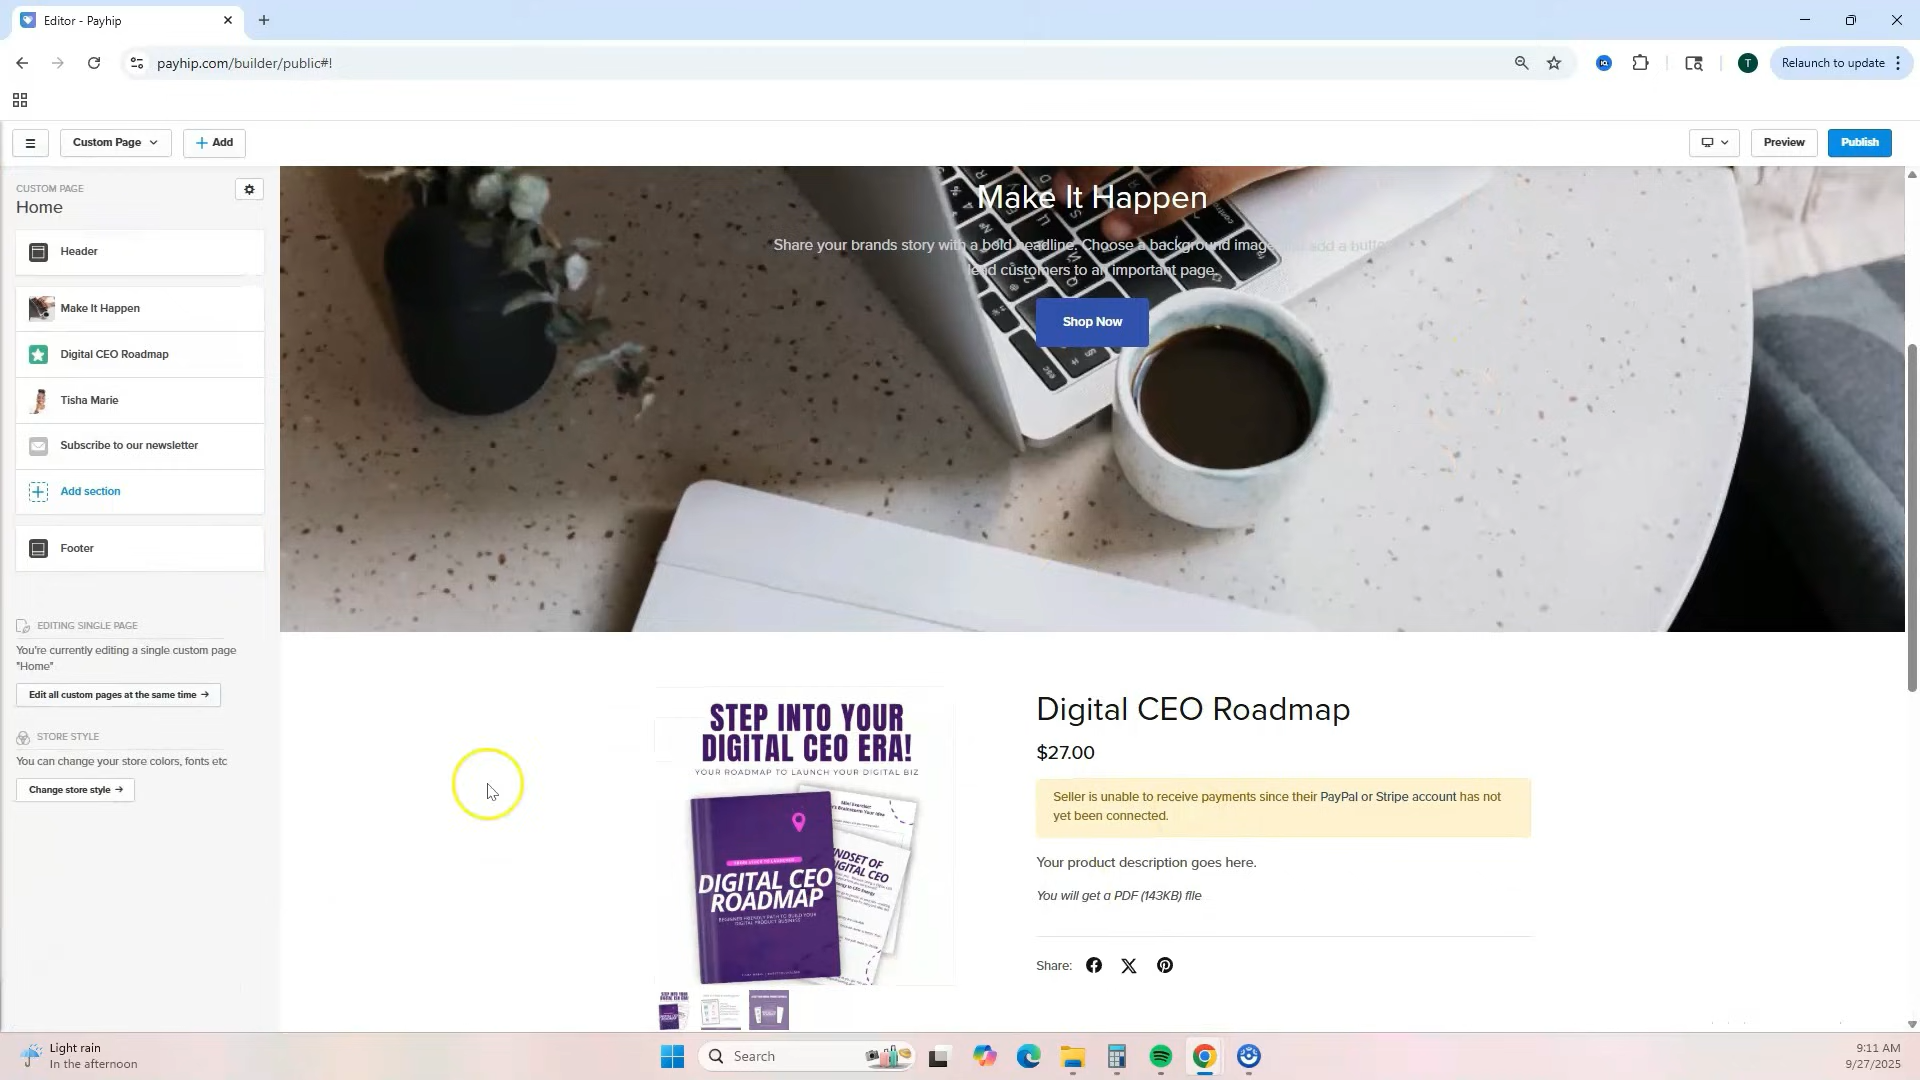 Editor - Payhip
payhip.com/builder/public#!
T
Relaunch to update
Custom Page
Add
Preview
Publish
CUSTOM PAGE
Home
Header
Make It Happen
Digital CEO Roadmap
Tisha Marie
Subscribe to our newsletter
Add section
Footer
EDITING SINGLE PAGE
You're currently editing a single custom page
"Home"
Edit all custom pages at the same time →
STORE STYLE
You can change your store colors, fonts etc
Change store style →
Make It Happen
Share your brands story with a bold headline. Choose a background image add a button
lead customers to an important page
Shop Now
STEP INTO YOUR
DIGITAL CEO ERA!
YOUR ROADMAP TO LAUNCH YOUR DIGITAL BIZ
DIGITAL CEO
ROADMAP
Digital CEO Roadmap
$27.00
Seller is unable to receive payments since their PayPal or Stripe account has not
yet been connected.
Your product description goes here.
You will get a PDF (143KB) file
Share:
Light rain
In the afternoon
Search
9:11 AM
9/27/2025